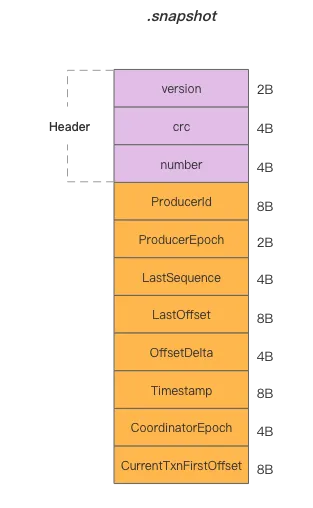 .snapshot
version 2B
Header
crc 4B
number 4B
ProducerId 8B
ProducerEpoch 2B
LastSequence 4B
LastOffset 8B
OffsetDelta 4B
Timestamp 8B
CoordinatorEpoch 4B
CurrentTxnFirstOffset 8B